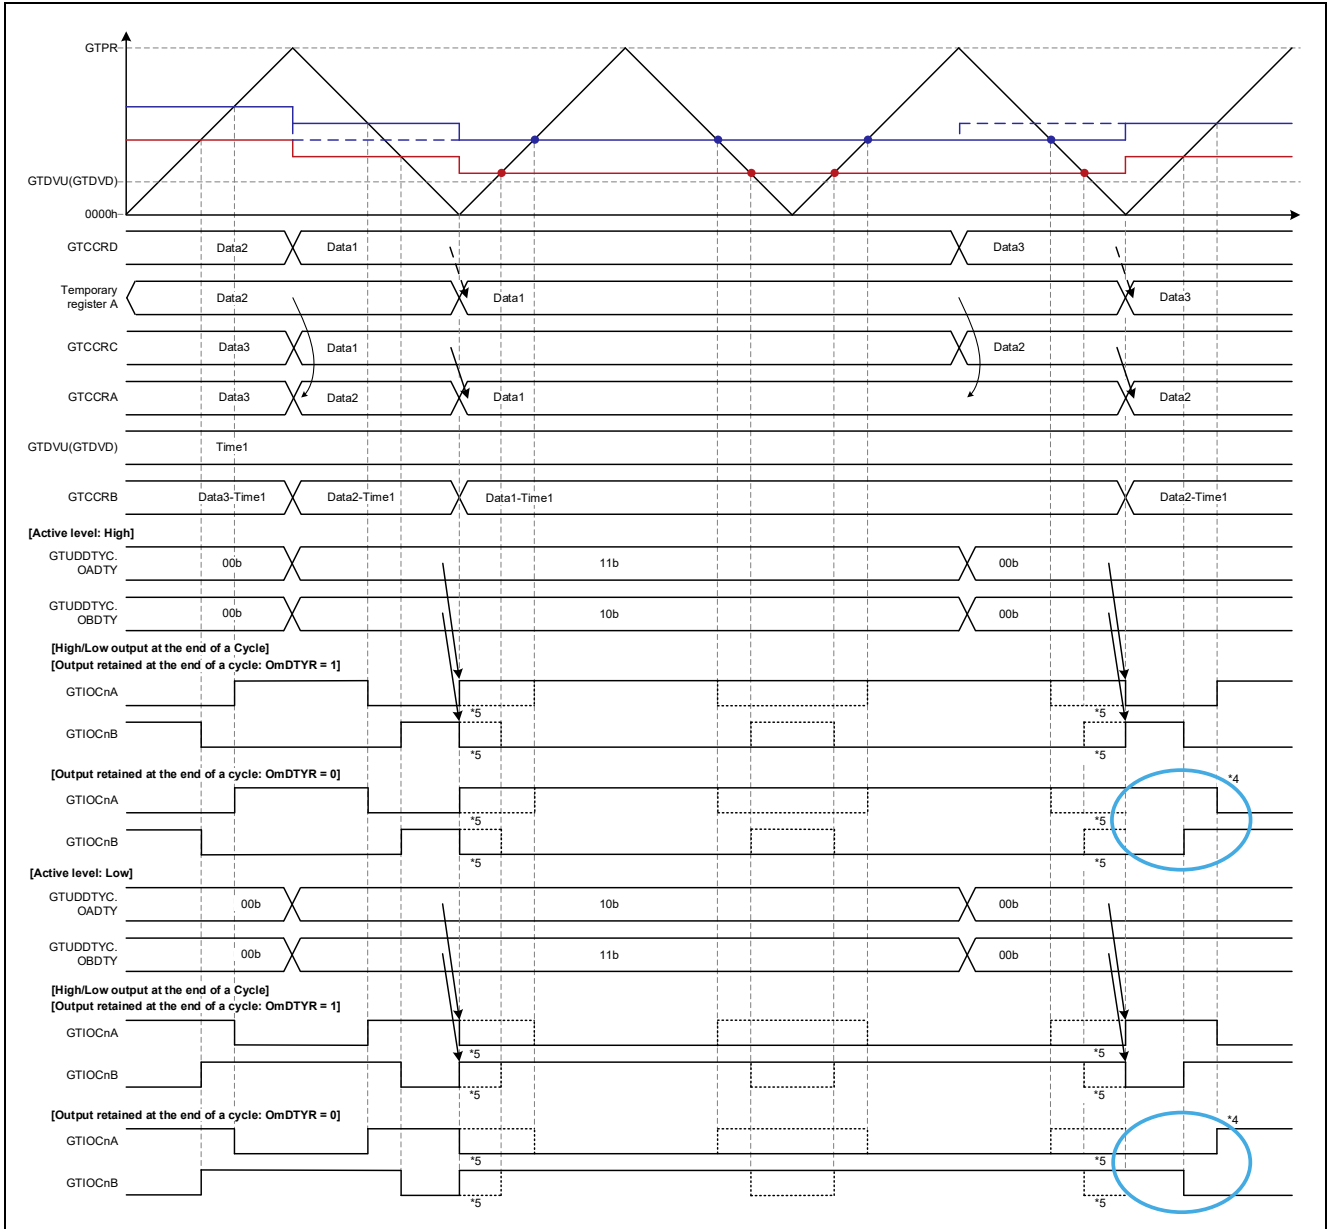 GTPR
GTDVU(GTDVD)
0000h
GTCCRD Data2 Data1 Data3
Temporary
register A Data2 Data1 Data3
GTCCRC Data3 Data1 Data2
GTCCRA Data3 Data2 Data1 Data2
GTDVU(GTDVD) Time1
GTCCRB Data3-Time1 Data2-Time1 Data1-Time1 Data2-Time1
[Active level: High]
GTUDDTYC.
OADTY 00b 11b 00b
GTUDDTYC.
OBDTY 00b 10b 00b
[High/Low output at the end of a Cycle]
[Output retained at the end of a cycle: OmDTYR = 1]
GTIOCnA
*5 *5
GTIOCnB
*5 *5
[Output retained at the end of a cycle: OmDTYR = 0]
*4
GTIOCnA
*5 *5
GTIOCnB
*5 *5
[Active level: Low]
GTUDDTYC.
OADTY 00b 10b 00b
GTUDDTYC.
OBDTY 00b 11b 00b
[High/Low output at the end of a Cycle]
[Output retained at the end of a cycle: OmDTYR = 1]
GTIOCnA
*5 *5
GTIOCnB
*5 *5
[Output retained at the end of a cycle: OmDTYR = 0]
*4
GTIOCnA
*5 *5
GTIOCnB
*5 *5